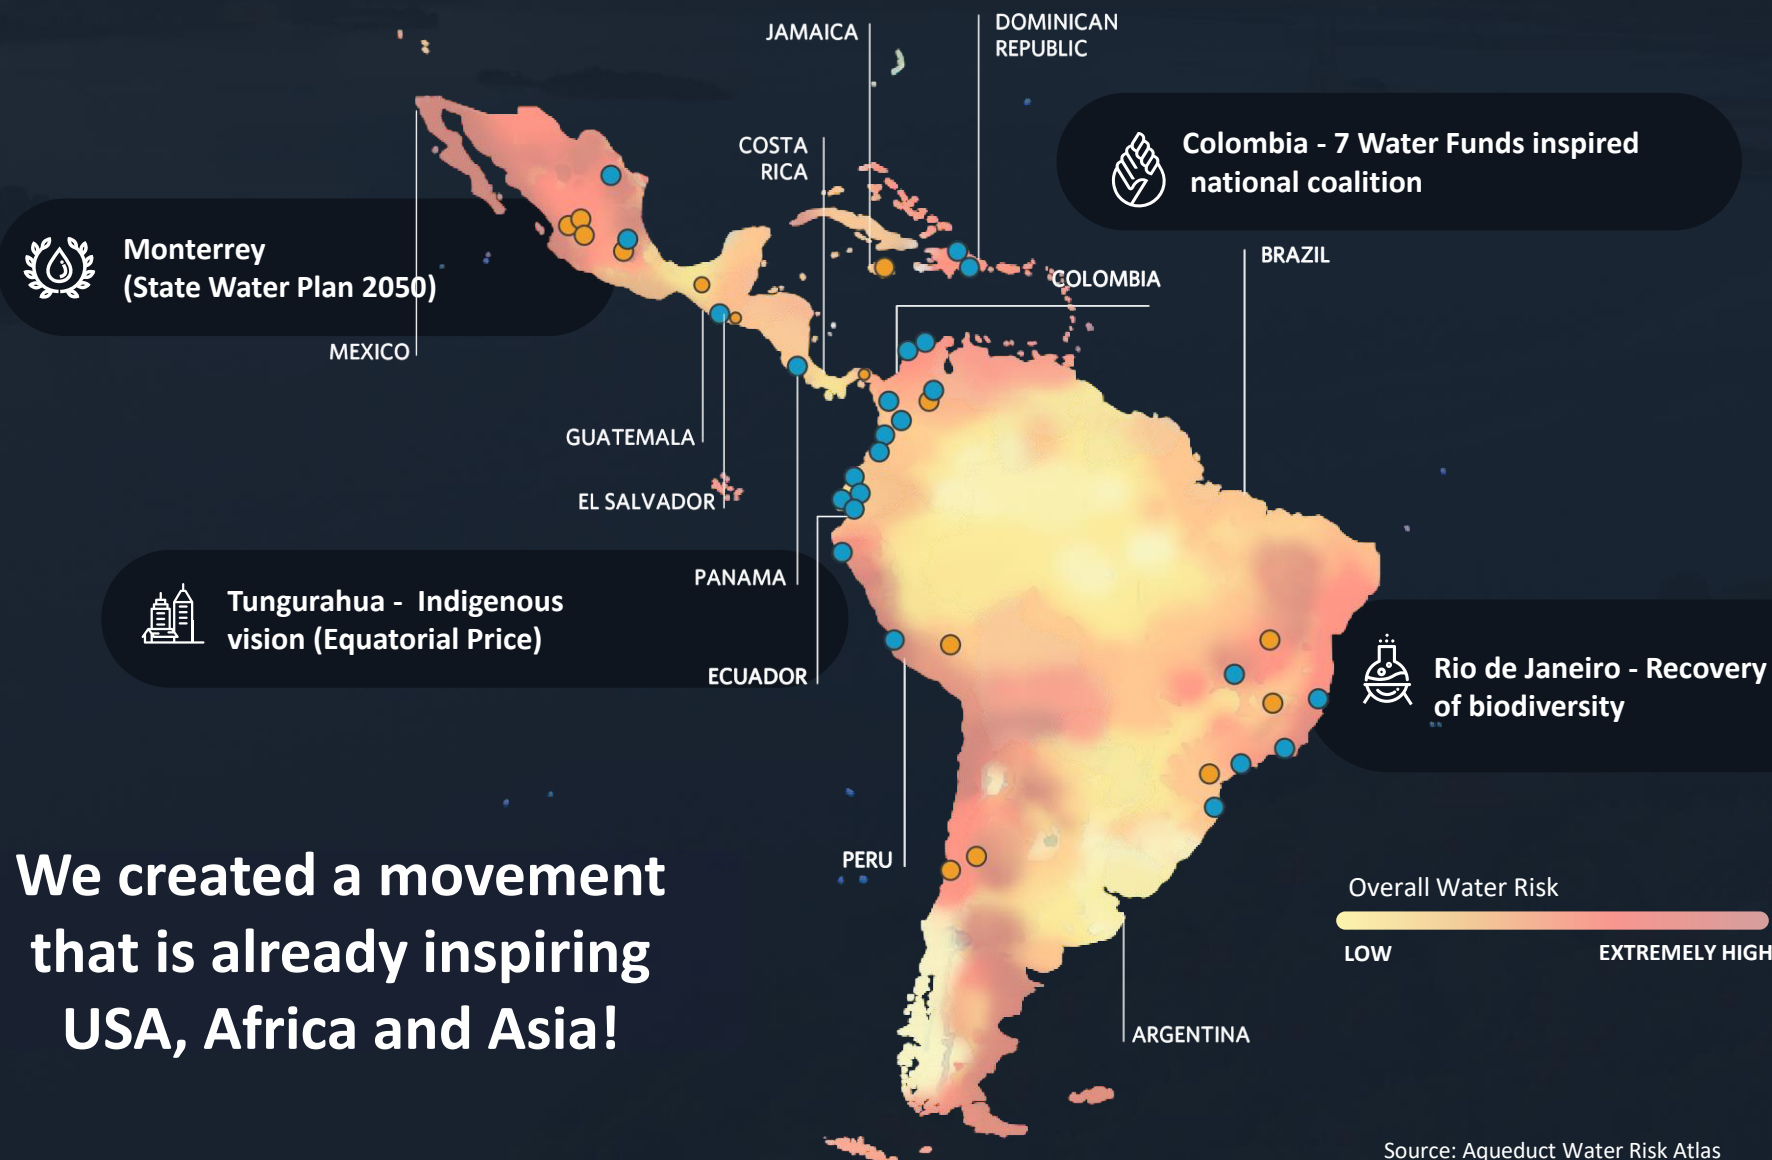 JAMAICA
DOMINICAN
REPUBLIC
COSTA
RICA
Colombia - 7 Water Funds inspired
national coalition
Monterrey
(State Water Plan 2050)
BRAZIL
COLOMBIA
MEXICO
GUATEMALA
EL SALVADOR
PANAMA
Tungurahua - Indigenous
vision (Equatorial Price)
ECUADOR
Rio de Janeiro - Recovery
of biodiversity
We created a movement
that is already inspiring
USA, Africa and Asia!
PERU
Overall Water Risk
LOW
EXTREMELY HIGH
ARGENTINA
Source: Aqueduct Water Risk Atlas